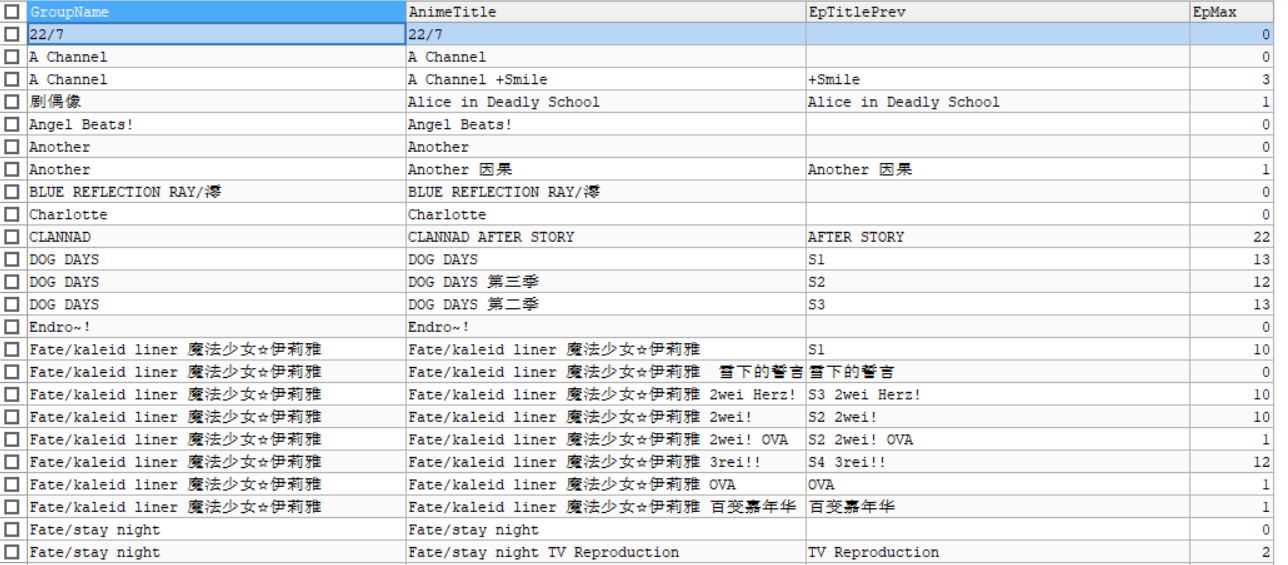 GroupName AnimeTitle EpTitlePrev EpMax
22/7 22/7 0
A Channel A Channel 0
A Channel A Channel +Smile +Smile 3
剧偶像 Alice in Deadly School Alice in Deadly School 1
Angel Beats! Angel Beats! 0
Another Another 0
Another Another 因果 Another 因果 1
BLUE REFLECTION RAY/澪 BLUE REFLECTION RAY/澪 0
Charlotte Charlotte 0
CLANNAD CLANNAD AFTER STORY AFTER STORY 22
DOG DAYS DOG DAYS S1 13
DOG DAYS DOG DAYS 第三季 S2 12
DOG DAYS DOG DAYS 第二季 S3 13
Endro~! Endro~! 0
Fate/kaleid liner 魔法少女☆伊莉雅 Fate/kaleid liner 魔法少女☆伊莉雅 S1 10
Fate/kaleid liner 魔法少女☆伊莉雅 Fate/kaleid liner 魔法少女☆伊莉雅 雪下的誓言 雪下的誓言 0
Fate/kaleid liner 魔法少女☆伊莉雅 Fate/kaleid liner 魔法少女☆伊莉雅 2wei Herz! S3 2wei Herz! 10
Fate/kaleid liner 魔法少女☆伊莉雅 Fate/kaleid liner 魔法少女☆伊莉雅 2wei! S2 2wei! 10
Fate/kaleid liner 魔法少女☆伊莉雅 Fate/kaleid liner 魔法少女☆伊莉雅 2wei! OVA S2 2wei! OVA 1
Fate/kaleid liner 魔法少女☆伊莉雅 Fate/kaleid liner 魔法少女☆伊莉雅 3rei!! S4 3rei!! 12
Fate/kaleid liner 魔法少女☆伊莉雅 Fate/kaleid liner 魔法少女☆伊莉雅 OVA OVA 1
Fate/kaleid liner 魔法少女☆伊莉雅 Fate/kaleid liner 魔法少女☆伊莉雅 百变嘉年华 百变嘉年华 1
Fate/stay night Fate/stay night 0
Fate/stay night Fate/stay night TV Reproduction TV Reproduction 2